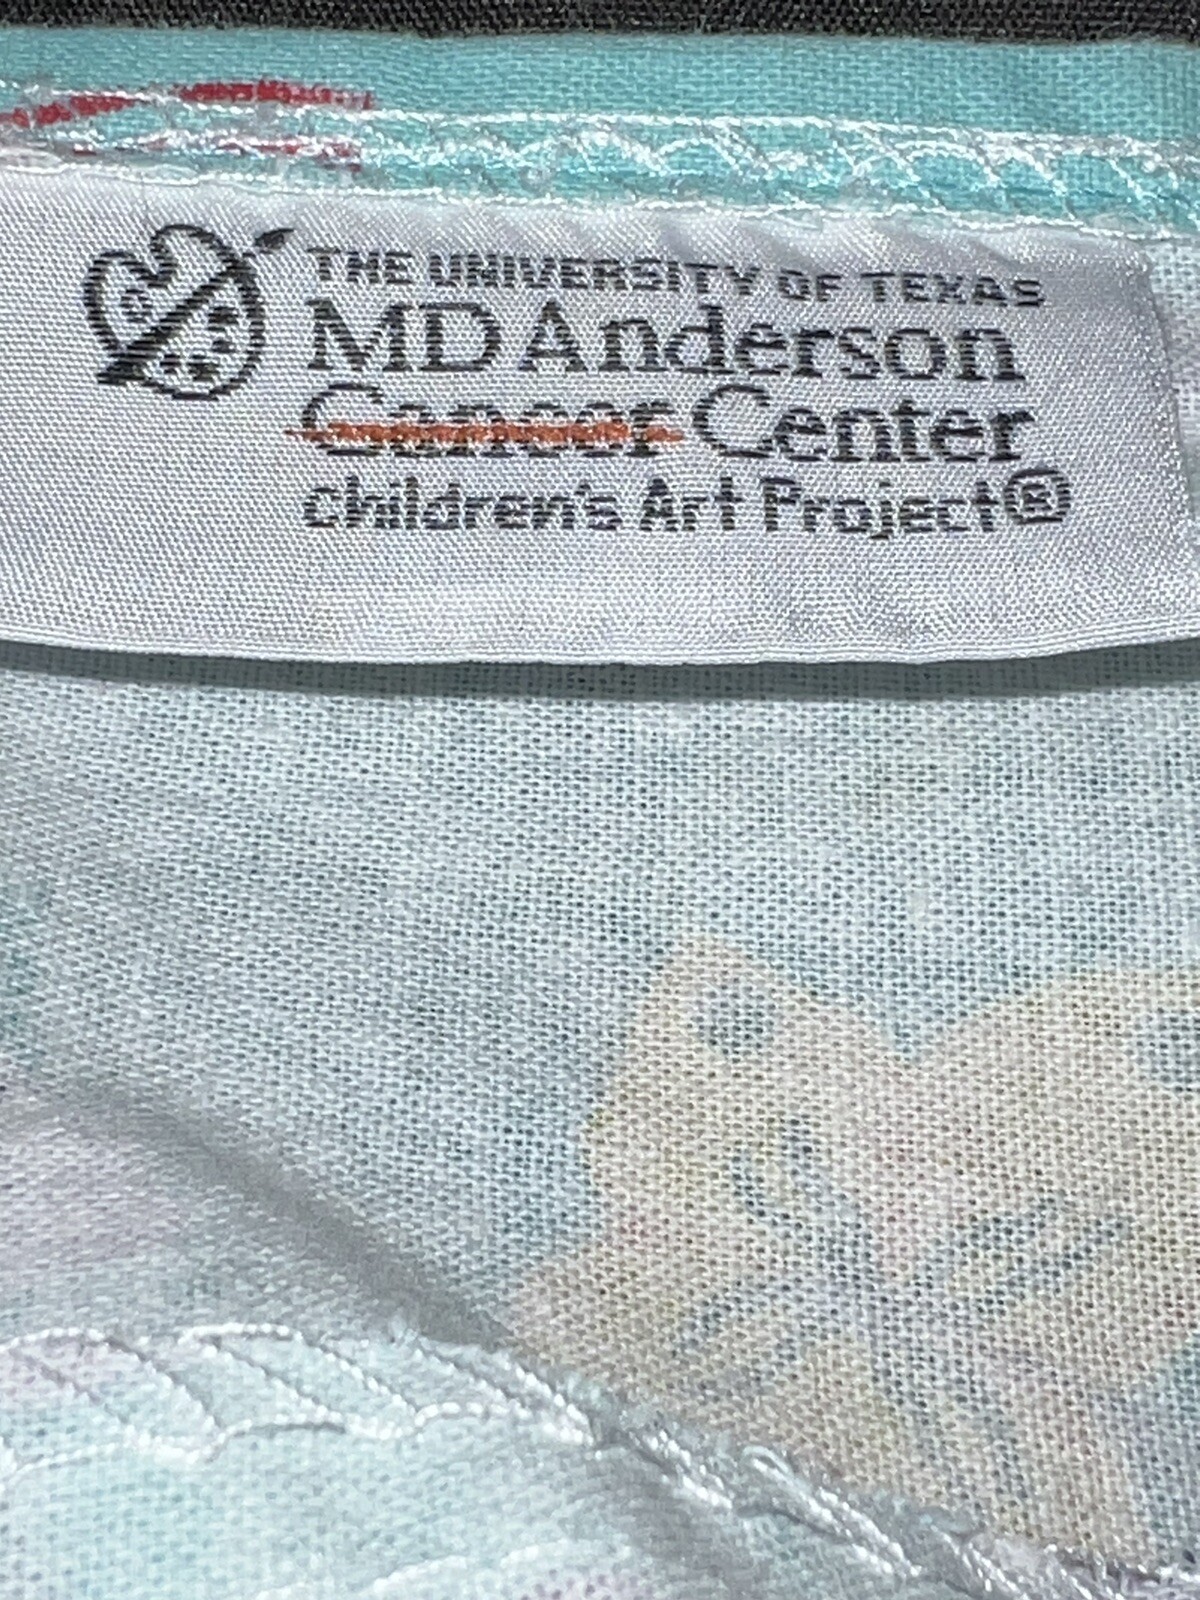 THE UNIVERSITY OF TEXAS
MD Anderson
Cancer Center
Children's Art Project®